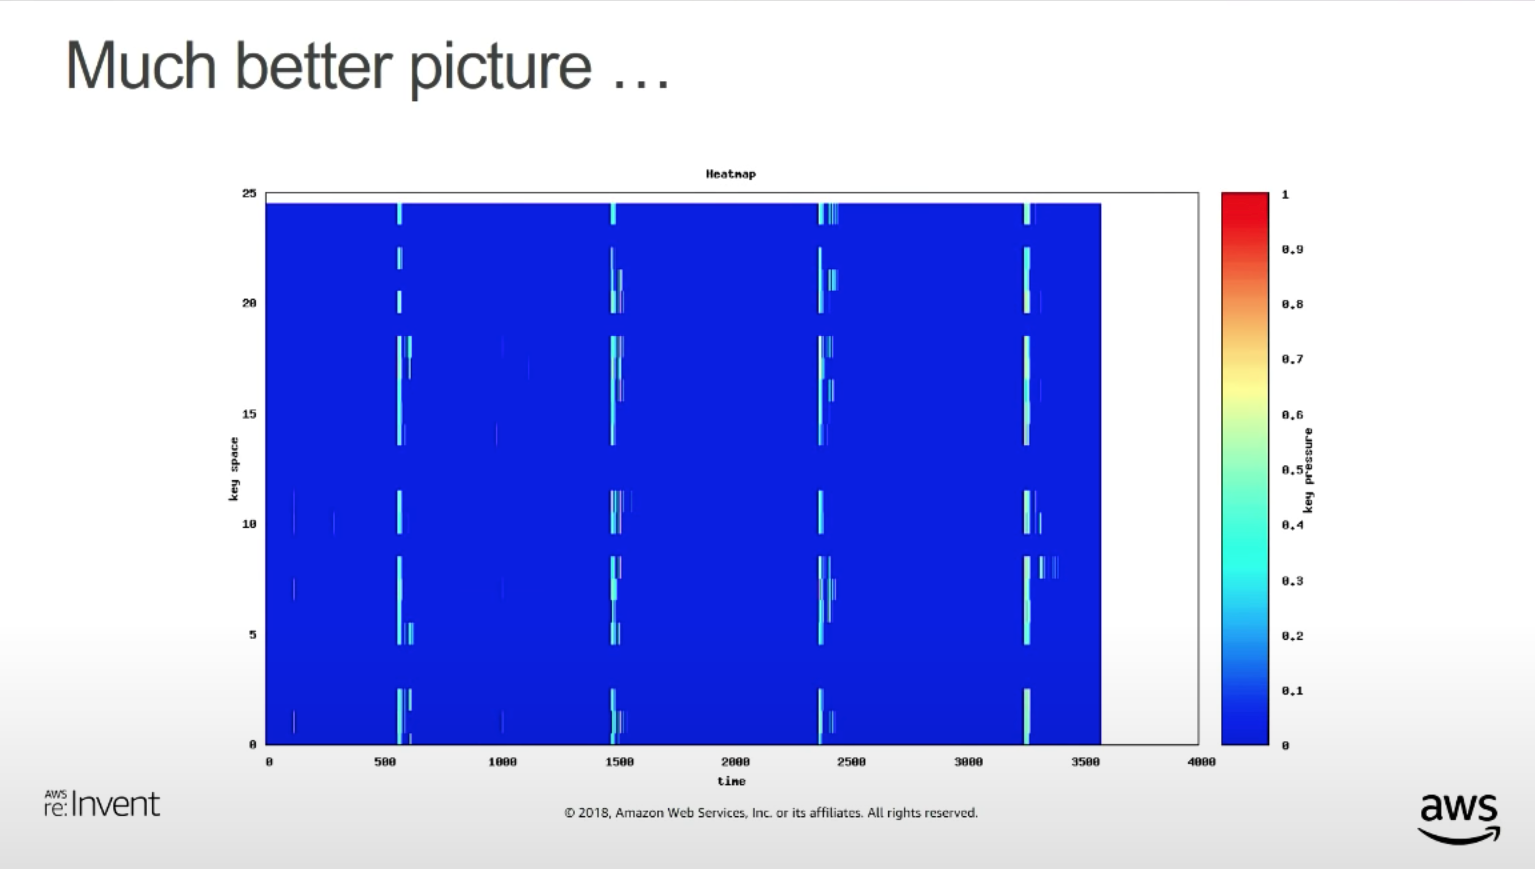 Much better picture ...
Heatmap
25
20
15
10
5
0
key space
0 500 1000 1500 2000 2500 3000 3500 4000
time
1
0.9
0.8
0.7
0.6
0.5
0.4
0.3
0.2
0.1
0
key pressure
AWS
re:Invent
© 2018, Amazon Web Services, Inc. or its affiliates. All rights reserved.
aws